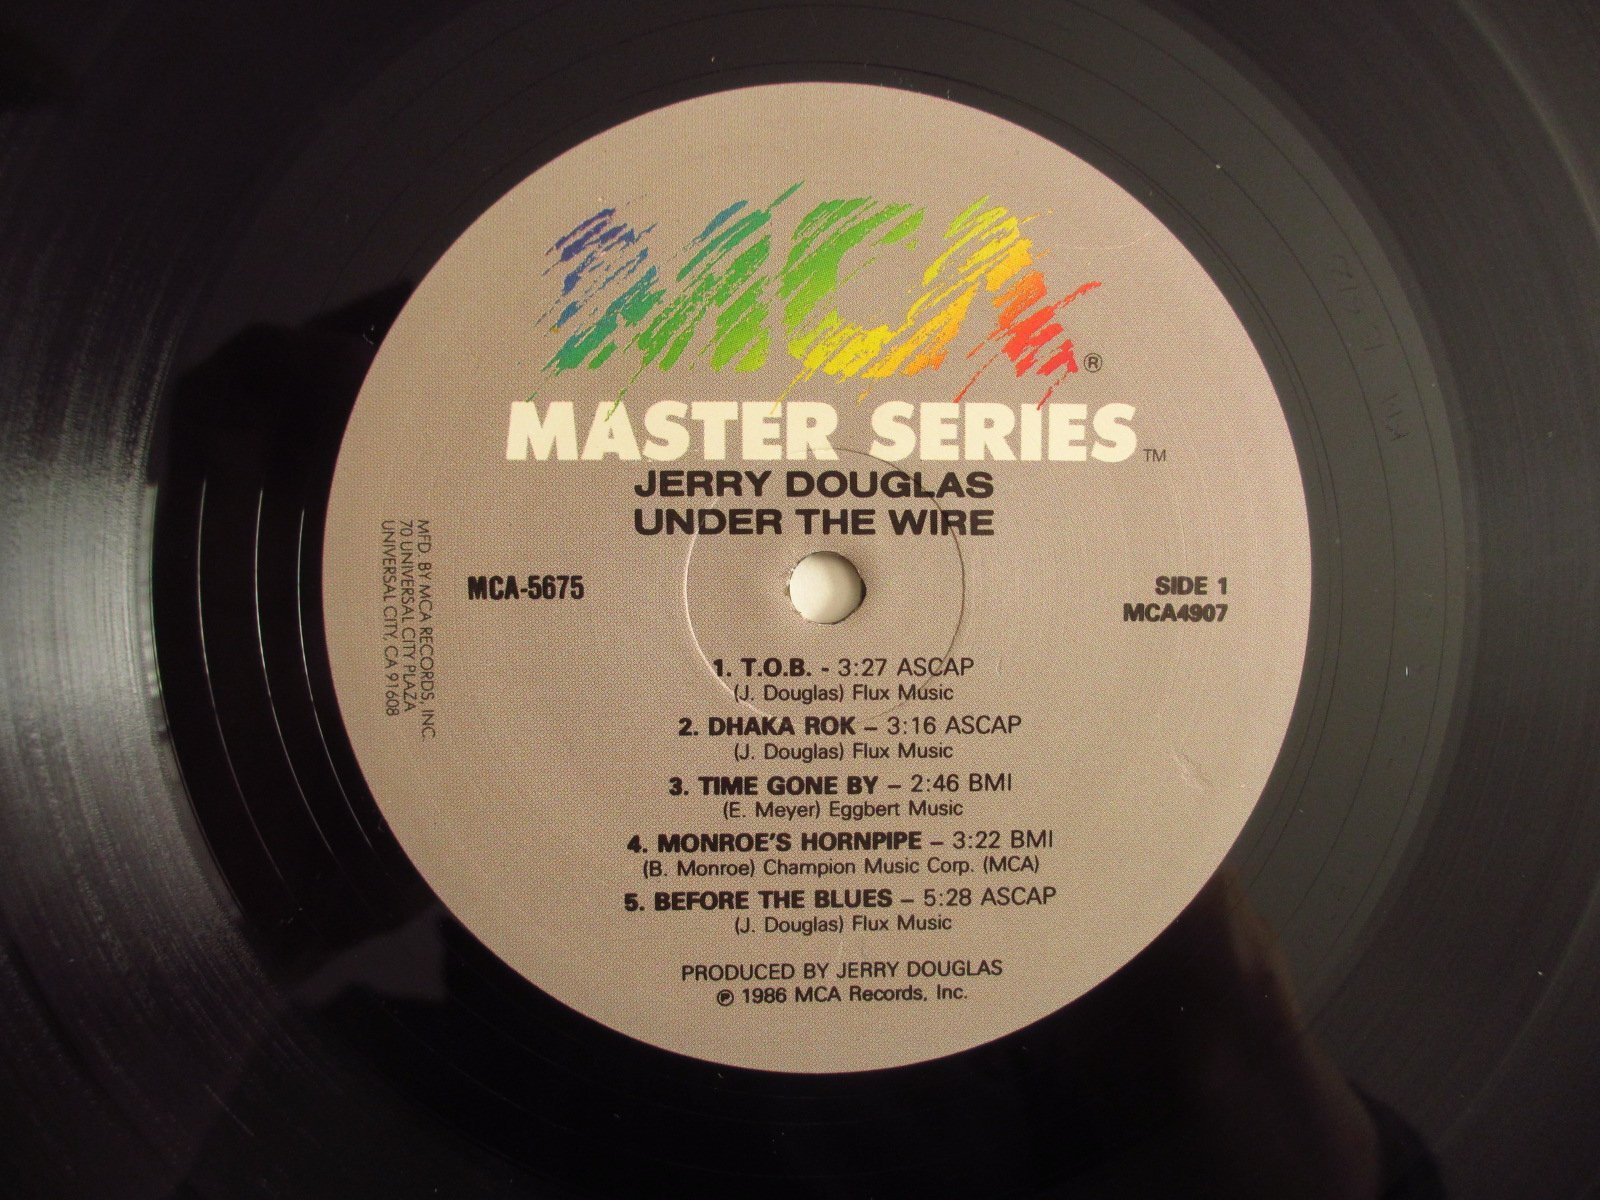 MCA®
MASTER SERIES™
JERRY DOUGLAS
UNDER THE WIRE
MCA-5675
SIDE 1
MCA4907
MFD. BY MCA RECORDS, INC.
70 UNIVERSAL CITY PLAZA
UNIVERSAL CITY, CA 91608
1. T.O.B. - 3:27 ASCAP
(J. Douglas) Flux Music
2. DHAKA ROK – 3:16 ASCAP
(J. Douglas) Flux Music
3. TIME GONE BY – 2:46 BMI
(E. Meyer) Eggbert Music
4. MONROE'S HORNPIPE – 3:22 BMI
(B. Monroe) Champion Music Corp. (MCA)
5. BEFORE THE BLUES – 5:28 ASCAP
(J. Douglas) Flux Music
PRODUCED BY JERRY DOUGLAS
℗ 1986 MCA Records, Inc.